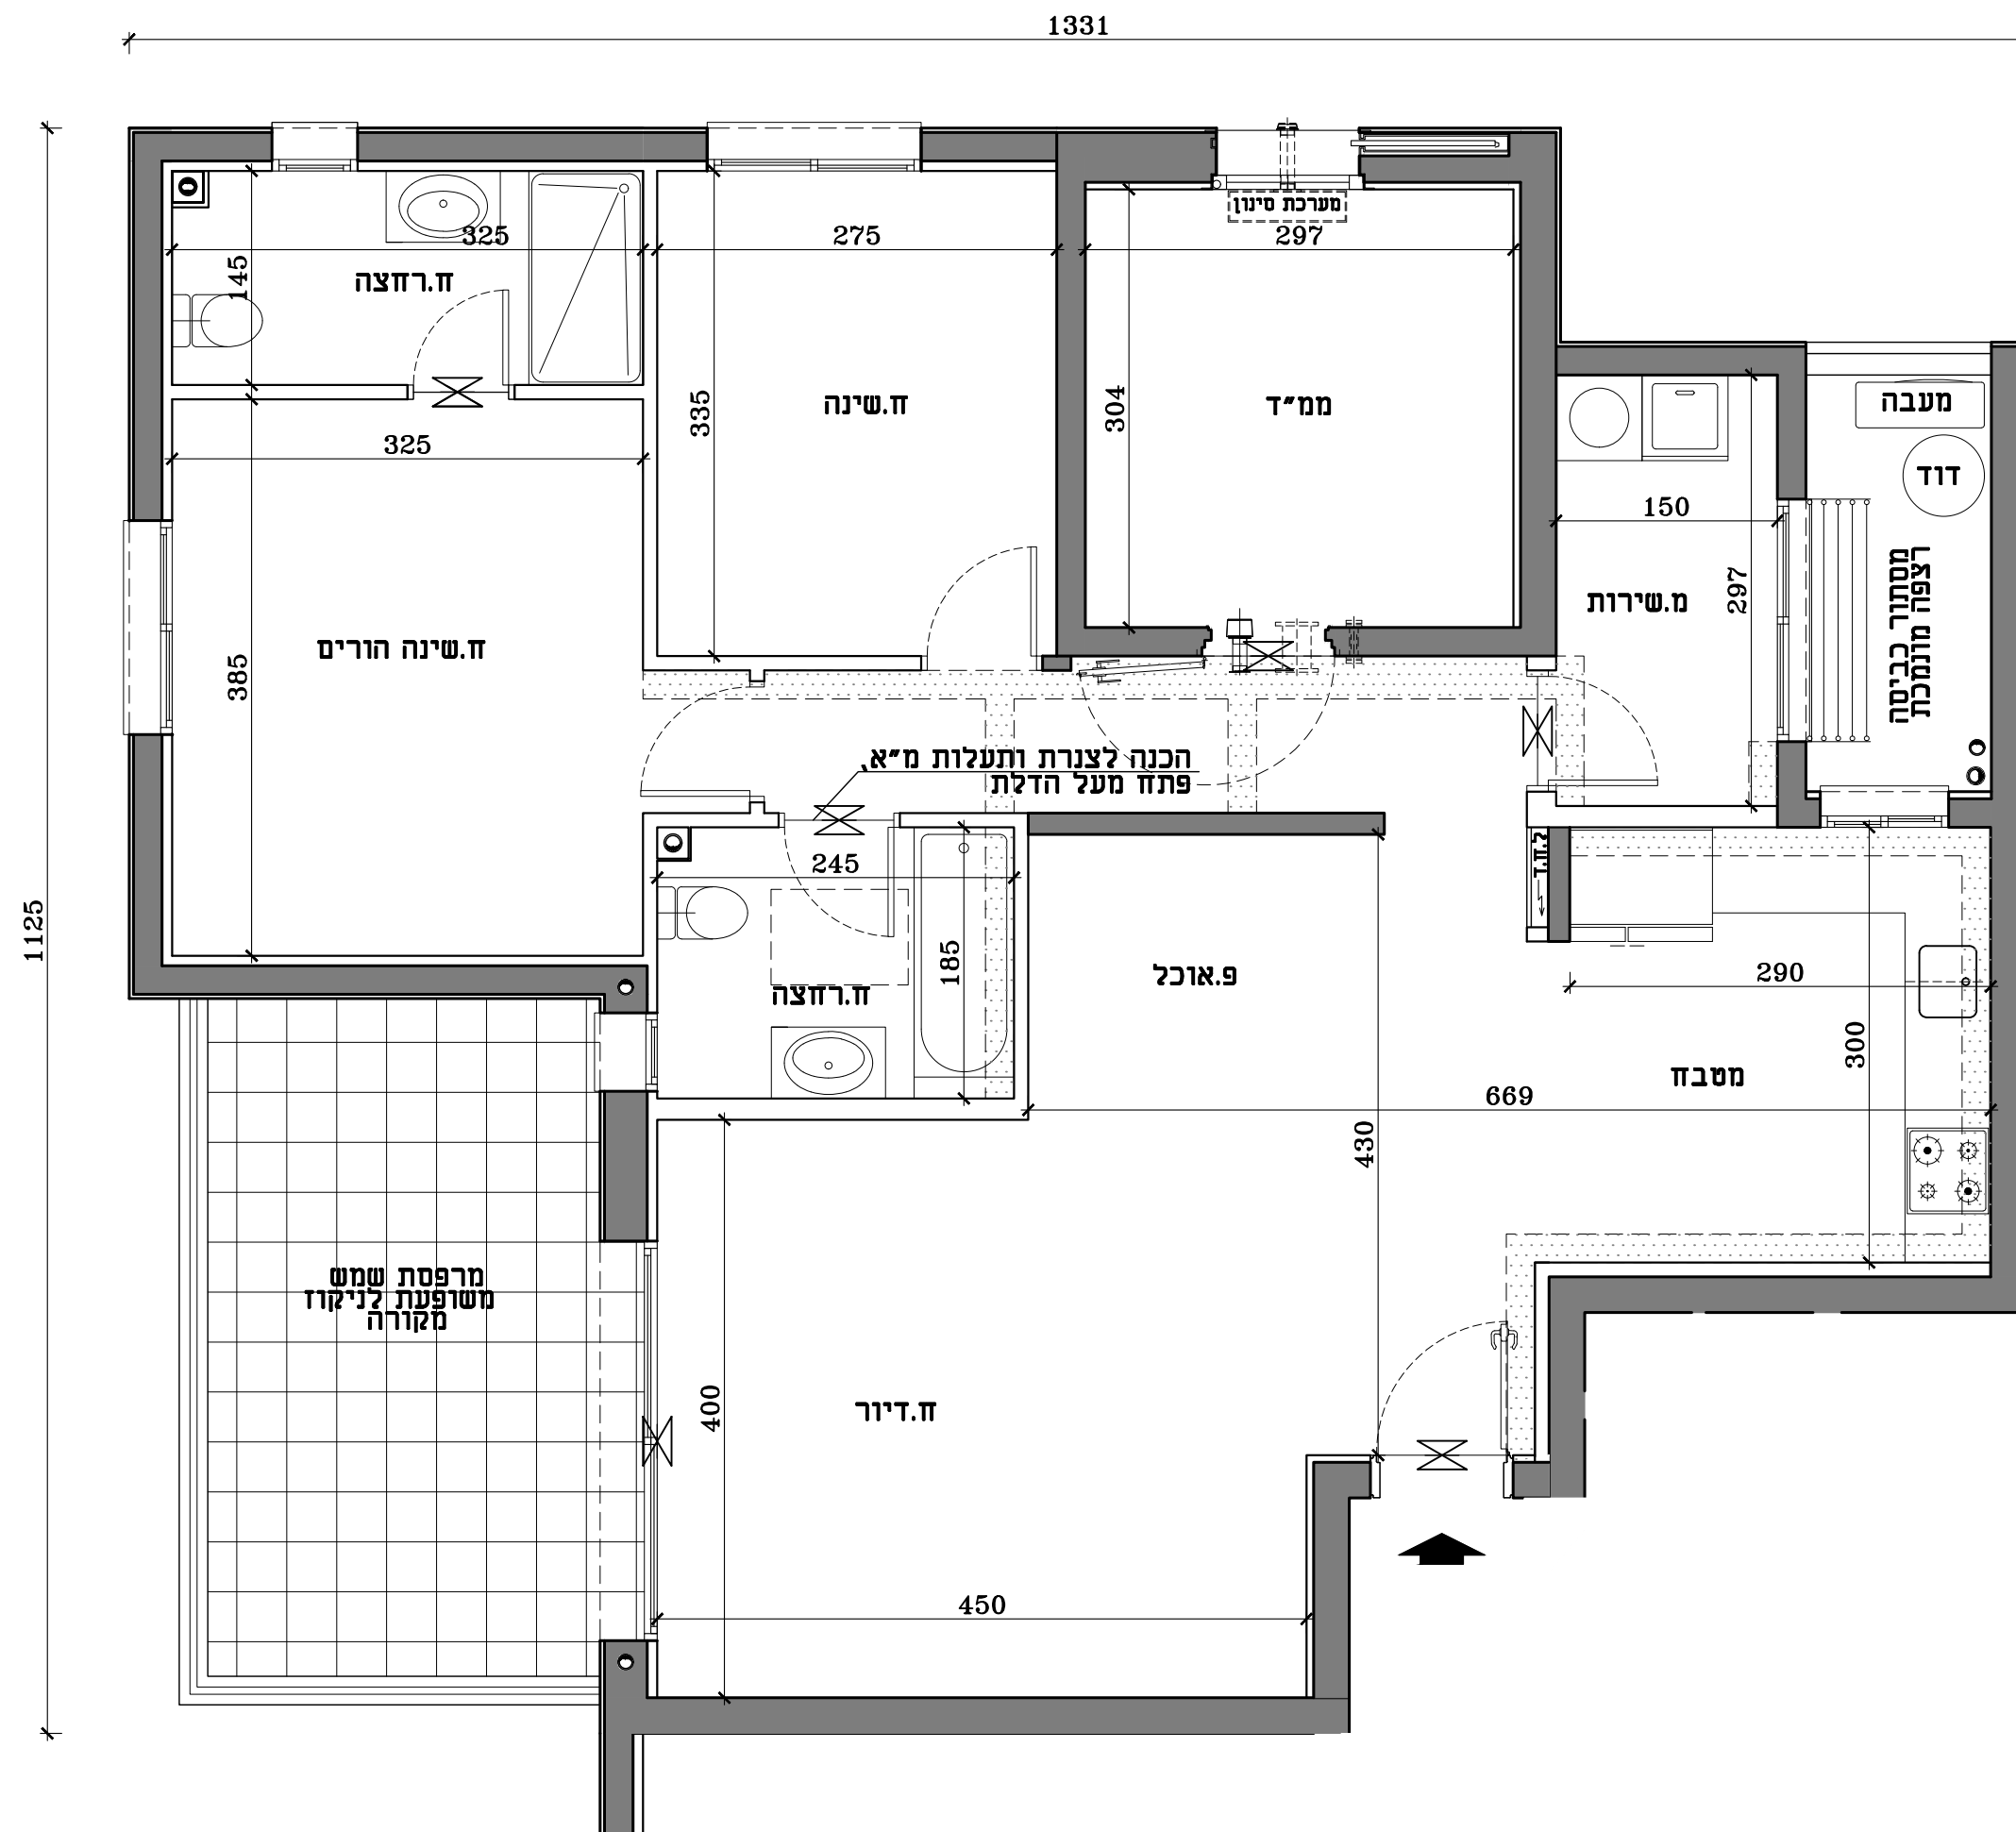 1331
מערכת סינון
325
275
297
145
ח.רחצה
335
ח.שינה
304
ממ״ד
מעבה
דוד
325
150
297
מ.שירות
מסתור כביסה
רצפה מונמכת
385
ח.שינה הורים
הכנה לצנרת ותעלות מ״א,
פתח מעל הדלת
245
185
ח.רחצה
פ.אוכל
ל.ח.ד
290
300
מטבח
669
430
1125
מרפסת שמש
משופעת לניקוז
מקורה
400
ח.דיור
450